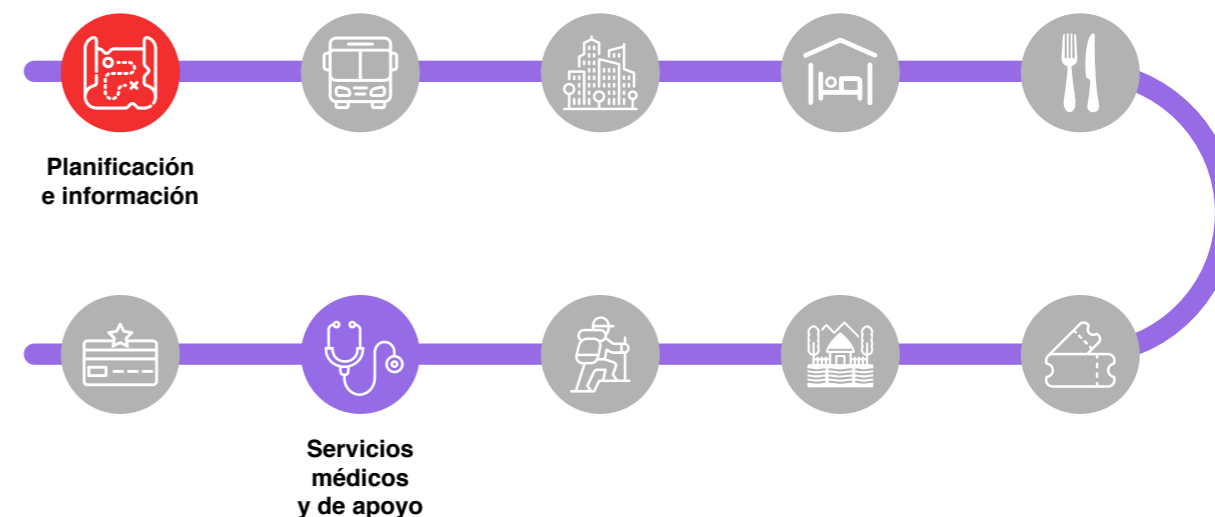 Planificación
e información
Servicios
médicos
y de apoyo